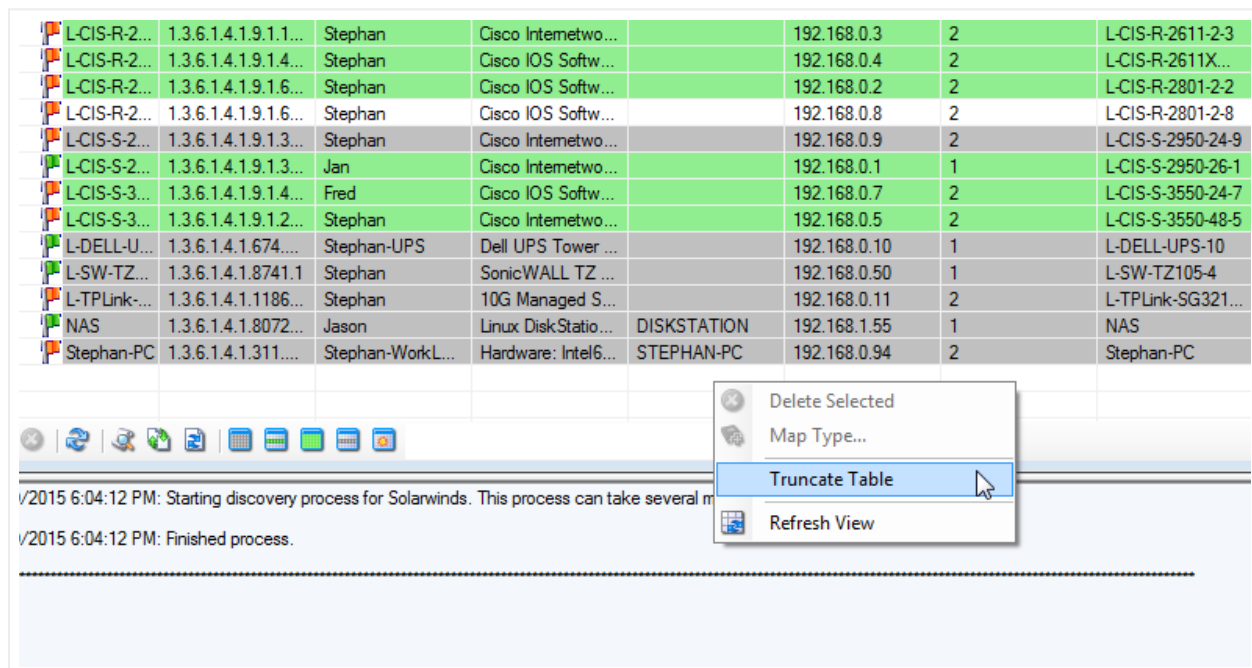 L-CIS-R-2... 1.3.6.1.4.1.9.1.1... Stephan Cisco Internetwo... 192.168.0.3 2 L-CIS-R-2611-2-3
L-CIS-R-2... 1.3.6.1.4.1.9.1.4... Stephan Cisco IOS Softw... 192.168.0.4 2 L-CIS-R-2611X...
L-CIS-R-2... 1.3.6.1.4.1.9.1.6... Stephan Cisco IOS Softw... 192.168.0.2 2 L-CIS-R-2801-2-2
L-CIS-R-2... 1.3.6.1.4.1.9.1.6... Stephan Cisco IOS Softw... 192.168.0.8 2 L-CIS-R-2801-2-8
L-CIS-S-2... 1.3.6.1.4.1.9.1.3... Stephan Cisco Internetwo... 192.168.0.9 2 L-CIS-S-2950-24-9
L-CIS-S-2... 1.3.6.1.4.1.9.1.3... Jan Cisco Internetwo... 192.168.0.1 1 L-CIS-S-2950-26-1
L-CIS-S-3... 1.3.6.1.4.1.9.1.4... Fred Cisco IOS Softw... 192.168.0.7 2 L-CIS-S-3550-24-7
L-CIS-S-3... 1.3.6.1.4.1.9.1.2... Stephan Cisco Internetwo... 192.168.0.5 2 L-CIS-S-3550-48-5
L-DELL-U... 1.3.6.1.4.1.674.... Stephan-UPS Dell UPS Tower ... 192.168.0.10 1 L-DELL-UPS-10
L-SW-TZ... 1.3.6.1.4.1.8741.1 Stephan SonicWALL TZ ... 192.168.0.50 1 L-SW-TZ105-4
L-TPLink-... 1.3.6.1.4.1.1186... Stephan 10G Managed S... 192.168.0.11 2 L-TPLink-SG321...
NAS 1.3.6.1.4.1.8072... Jason Linux DiskStatio... DISKSTATION 192.168.1.55 1 NAS
Stephan-PC 1.3.6.1.4.1.311.... Stephan-WorkL... Hardware: Intel6... STEPHAN-PC 192.168.0.94 2 Stephan-PC
Delete Selected
Map Type...
Truncate Table
Refresh View
/2015 6:04:12 PM: Starting discovery process for Solarwinds. This process can take several m
/2015 6:04:12 PM: Finished process.